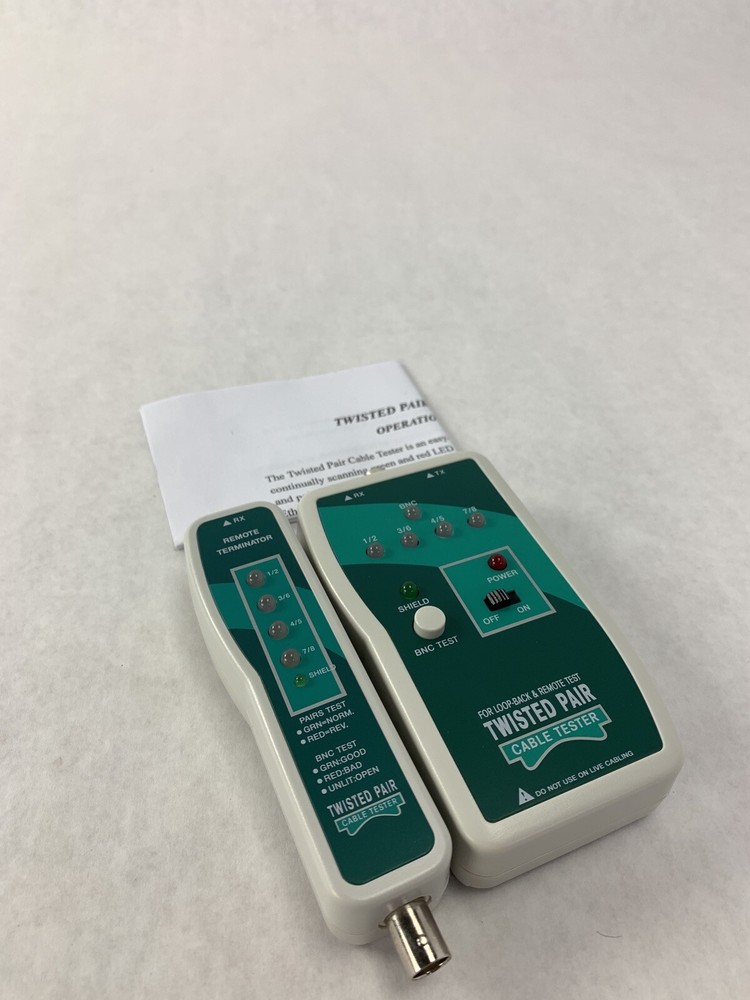 TWISTED PAI
OPERATIO
The Twisted Pair Cable Tester is an easy
continually scanning green and red LED
and p
RX
REMOTE
TERMINATOR
1/2
3/6
4/5
7/8
SHIELD
PAIRS TEST
● GRN=NORM.
● RED=REV.
BNC TEST
● GRN:GOOD
● RED:BAD
● UNLIT:OPEN
TWISTED PAIR
CABLE TESTER
RX
TX
BNC
1/2
3/6
4/5
7/8
SHIELD
POWER
OFF ON
BNC TEST
FOR LOOP-BACK & REMOTE TEST
TWISTED PAIR
CABLE TESTER
DO NOT USE ON LIVE CABLING